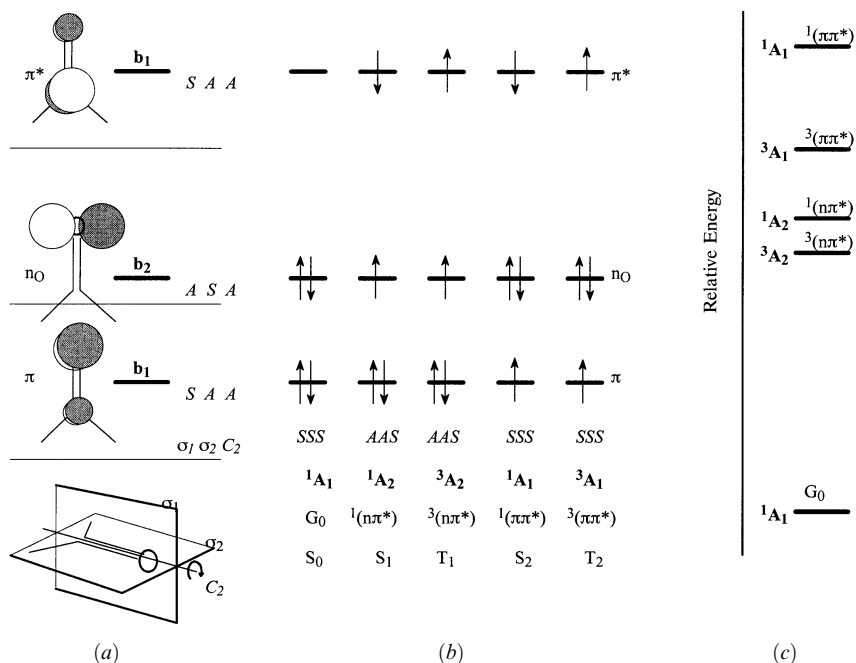 π*
b₁
S A A
n_O
b₂
A S A
π
b₁
S A A
σ₁ σ₂ C₂
σ₁
σ₂
C₂
(a)
π*
n_O
π
SSS AAS AAS SSS SSS
¹A₁ ¹A₂ ³A₂ ¹A₁ ³A₁
G₀ ¹(nπ*) ³(nπ*) ¹(ππ*) ³(ππ*)
S₀ S₁ T₁ S₂ T₂
(b)
Relative Energy
¹A₁ ¹(ππ*)
³A₁ ³(ππ*)
¹A₂ ¹(nπ*)
³A₂ ³(nπ*)
¹A₁ G₀
(c)